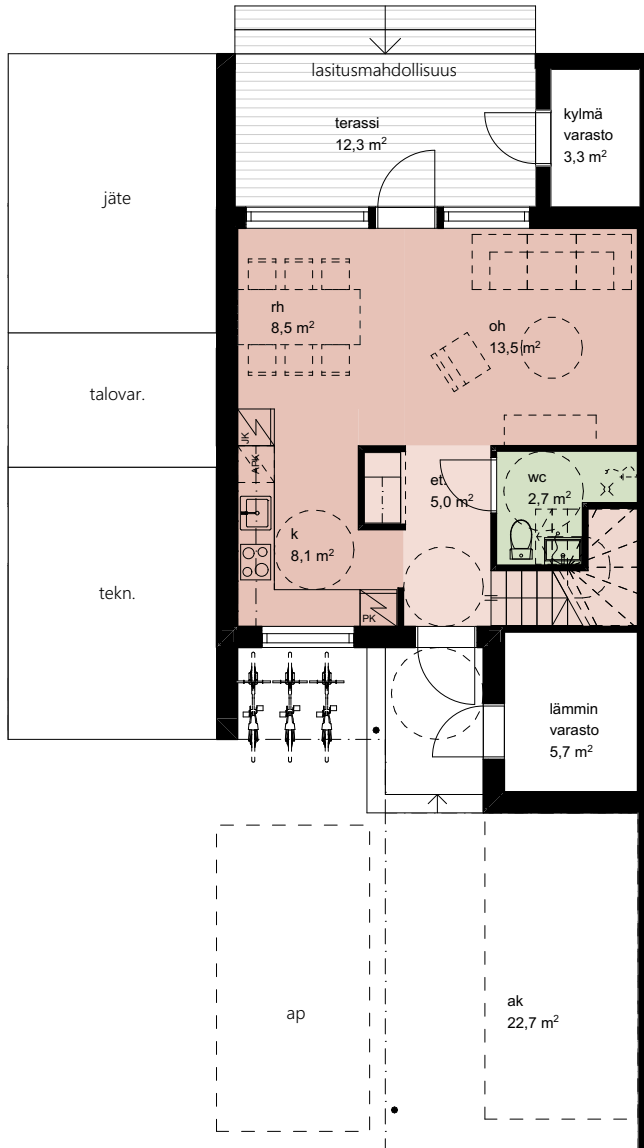 lasitusmahdollisuus
terassi
12,3 m²
kylmä
varasto
3,3 m²
jäte
rh
8,5 m²
oh
13,5 m²
talovar.
JK
APK
et.
5,0 m²
wc
2,7 m²
k
8,1 m²
tekn.
PK
lämmin
varasto
5,7 m²
ap
ak
22,7 m²